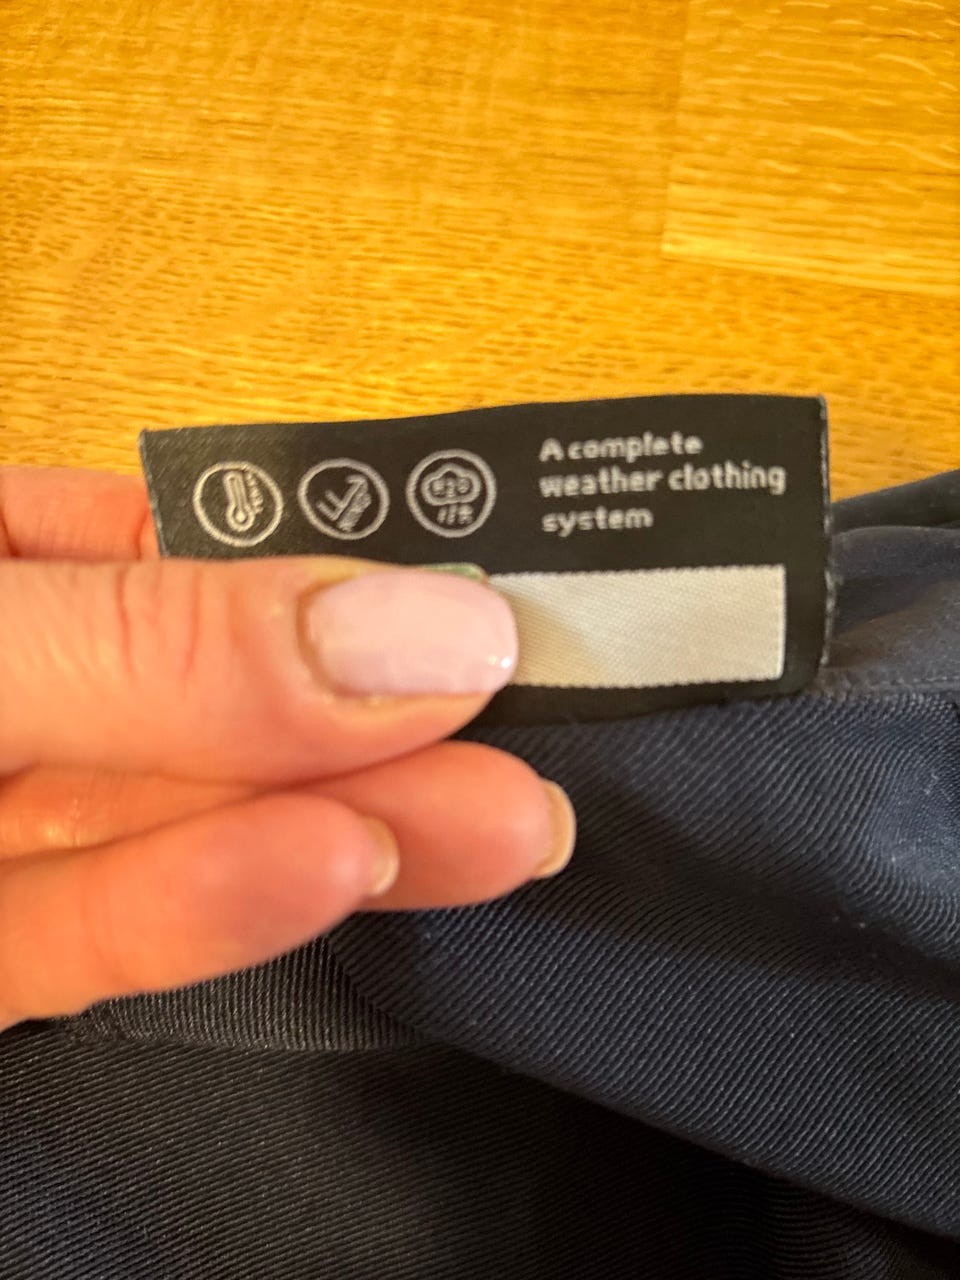 A complete
weather clothing
system